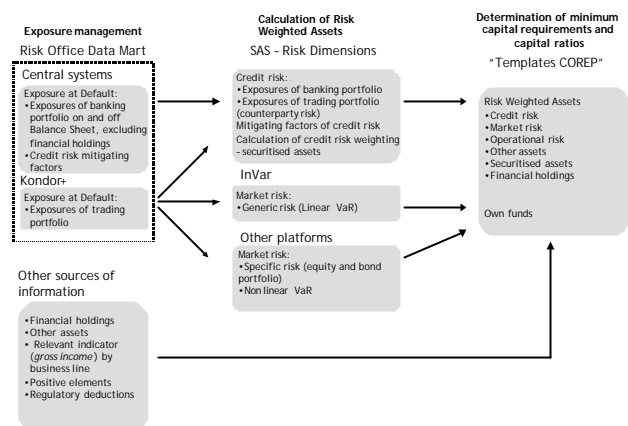 Exposure management
Risk Office Data Mart
Central systems
Exposure at Default:
•Exposures of banking
portfolio on and off
Balance Sheet, excluding
financial holdings
•Credit risk mitigating
factors
Kondor+
Exposure at Default:
•Exposures of trading
portfolio
Other sources of
information
•Financial holdings
•Other assets
• Relevant indicator
(gross income) by
business line
•Positive elements
•Regulatory deductions
Calculation of Risk
Weighted Assets
SAS – Risk Dimensions
Credit risk:
•Exposures of banking portfolio
•Exposures of trading portfolio
(counterparty risk)
Mitigating factors of credit risk
Calculation of credit risk weighting
– securitised assets
InVar
Market risk:
•Generic risk (Linear VaR)
Other platforms
Market risk:
•Specific risk (equity and bond
portfolio)
•Non linear VaR
Determination of minimum
capital requirements and
capital ratios
"Templates COREP"
Risk Weighted Assets
•Credit risk
•Market risk
•Operational risk
•Other assets
•Securitised assets
•Financial holdings
Own funds